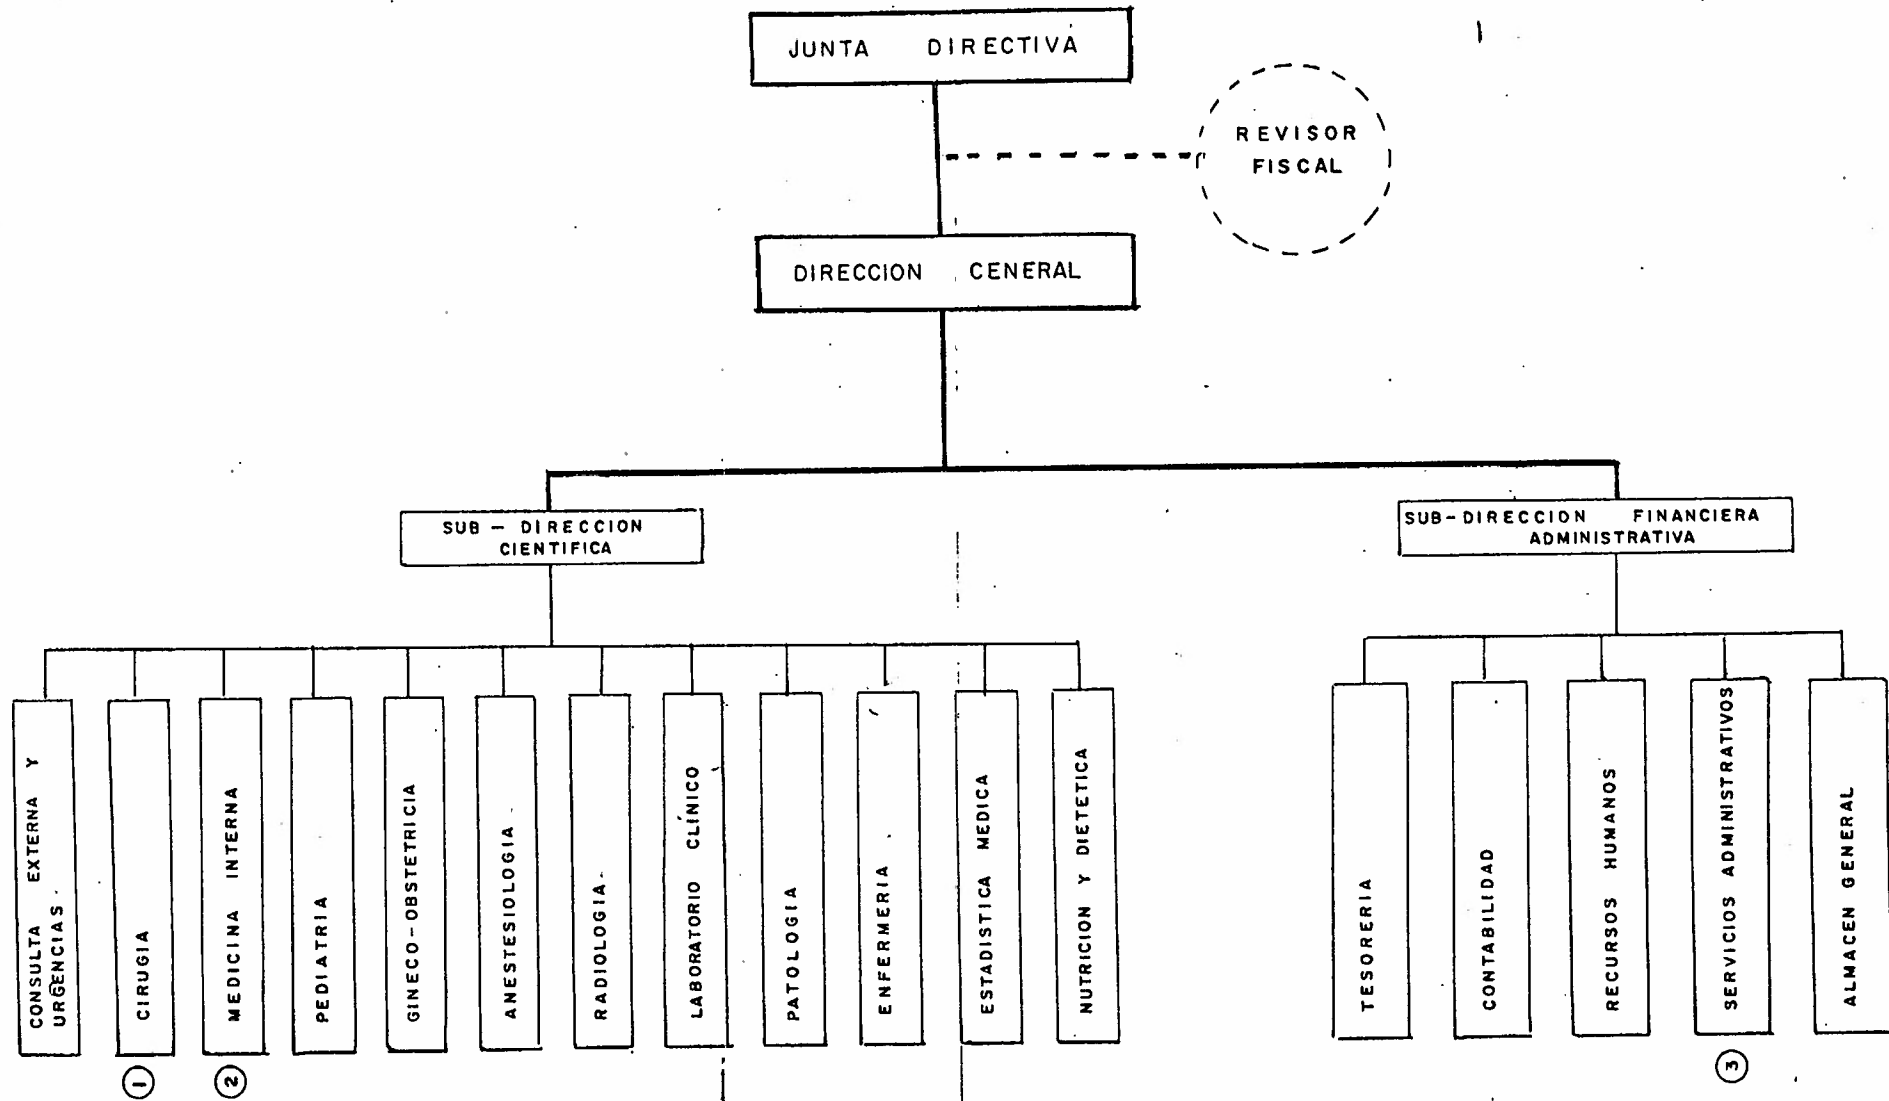 JUNTA DIRECTIVA
REVISOR
FISCAL
DIRECCION CENERAL
SUB - DIRECCION
CIENTIFICA
SUB-DIRECCION FINANCIERA
ADMINISTRATIVA
CONSULTA EXTERNA Y
URGENCIAS
CIRUGIA
MEDICINA INTERNA
PEDIATRIA
GINECO-OBSTETRICIA
ANESTESIOLOGIA
RADIOLOGIA
LABORATORIO CLÍNICO
PATOLOGIA
ENFERMERIA
ESTADISTICA MEDICA
NUTRICION Y DIETETICA
TESORERIA
CONTABILIDAD
RECURSOS HUMANOS
SERVICIOS ADMINISTRATIVOS
ALMACEN GENERAL
1
2
3